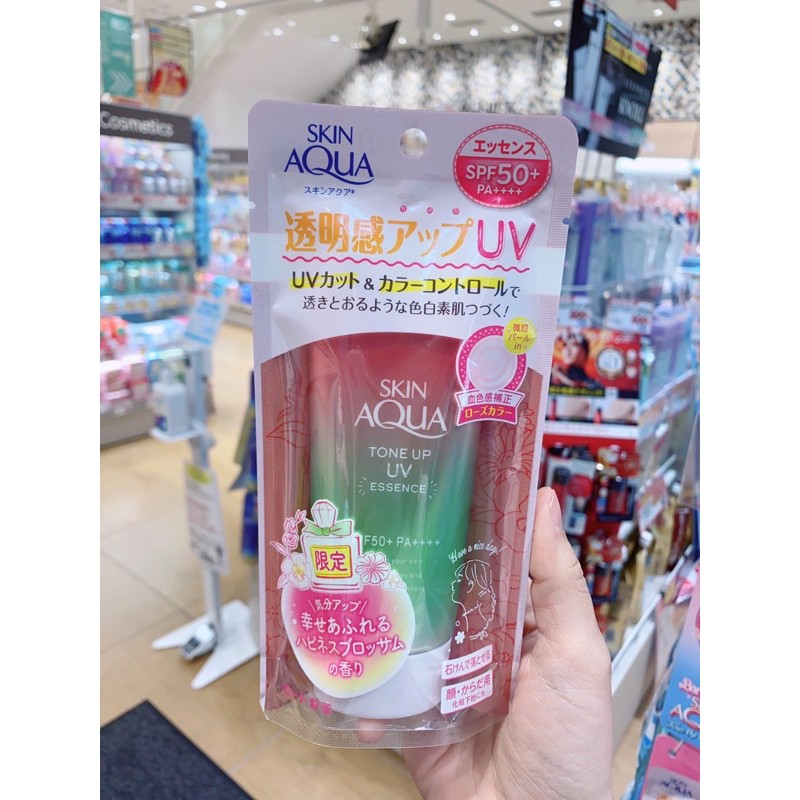 Cosmetics
SKIN
AQUA
スキンアクア®
エッセンス
SPF50+
PA++++
透明感アップUV
UVカット&カラーコントロールで
透きとおるような色白素肌つづく!
微粒
パール
in
血色感補正
ローズカラー
SKIN
AQUA
TONE UP
UV
ESSENCE
F50+ PA++++
your skin
and
Have a nice day
限定
気分アップ
幸せあふれる
ハピネスブロッサム
の香り
石けんで落とせる
顔・からだ用
化粧下地にも
SKIN
AQUA